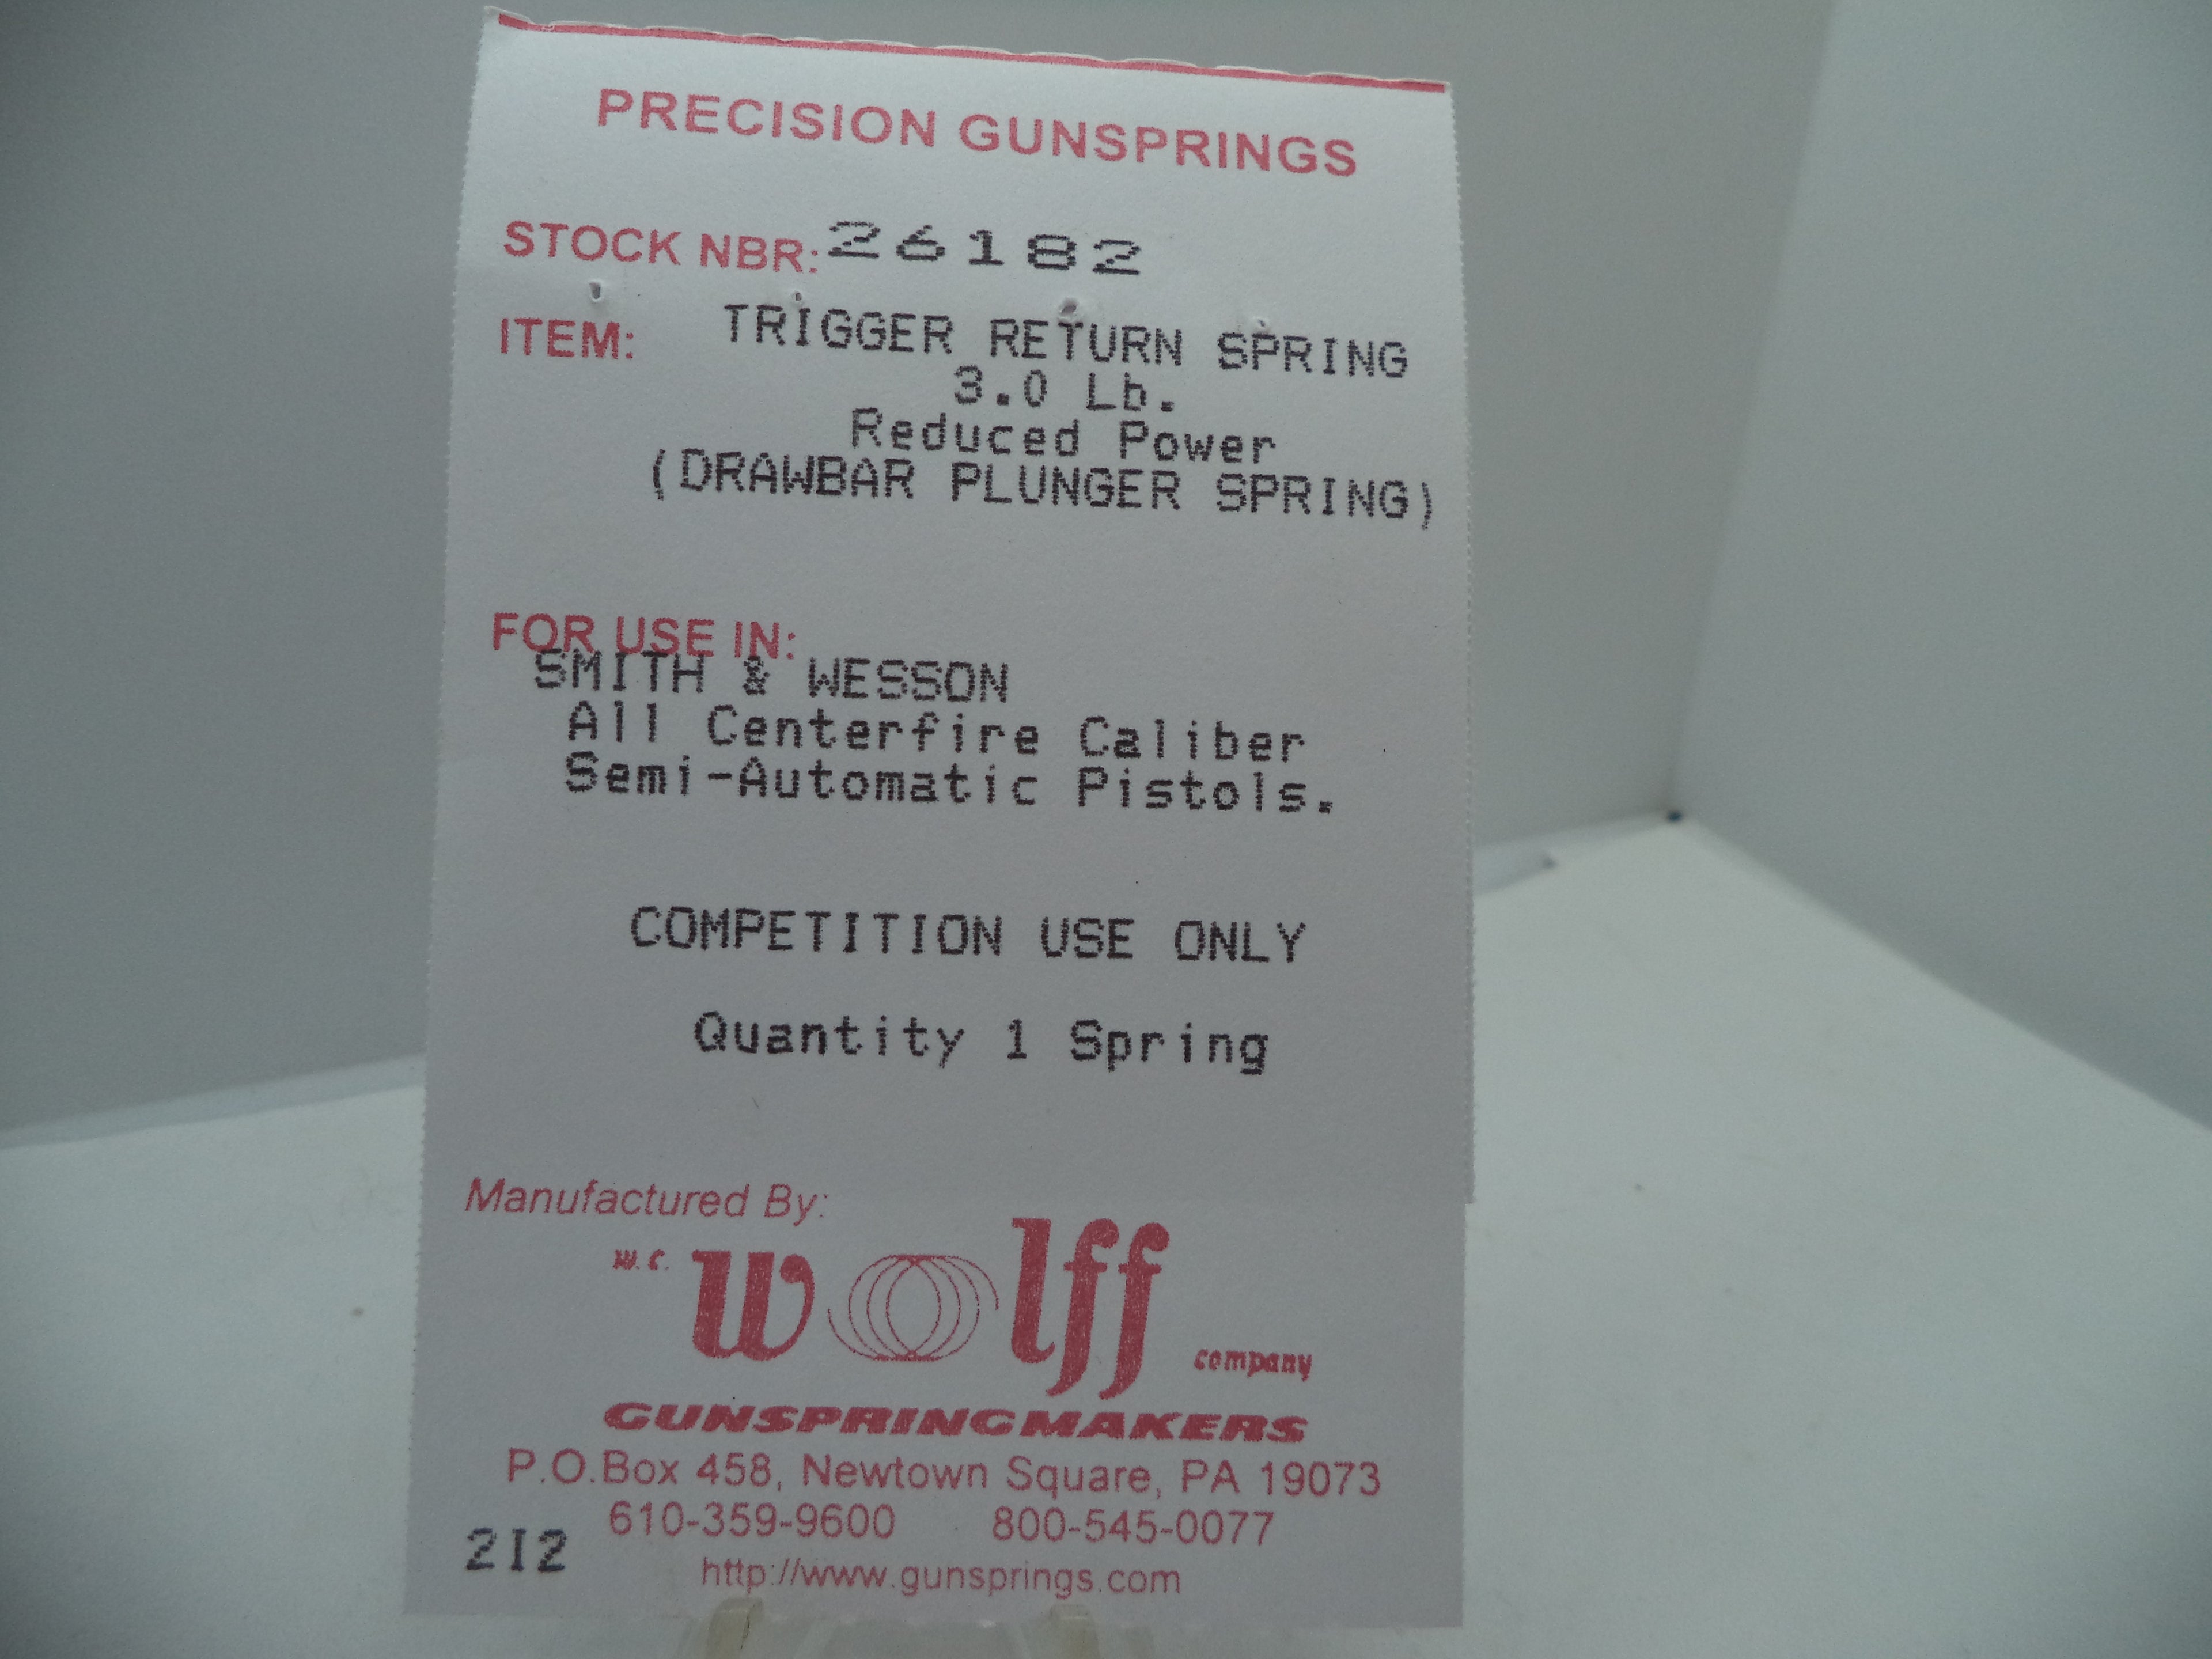 PRECISION GUNSPRINGS
STOCK NBR: 26182
ITEM: TRIGGER RETURN SPRING
3.0 Lb.
Reduced Power
(DRAWBAR PLUNGER SPRING)
FOR USE IN:
SMITH & WESSON
All Centerfire Caliber
Semi-Automatic Pistols.
COMPETITION USE ONLY
Quantity 1 Spring
Manufactured By:
W.C. Wolff company
GUNSPRINGMAKERS
P.O.Box 458, Newtown Square, PA 19073
610-359-9600 800-545-0077
212 http://www.gunsprings.com